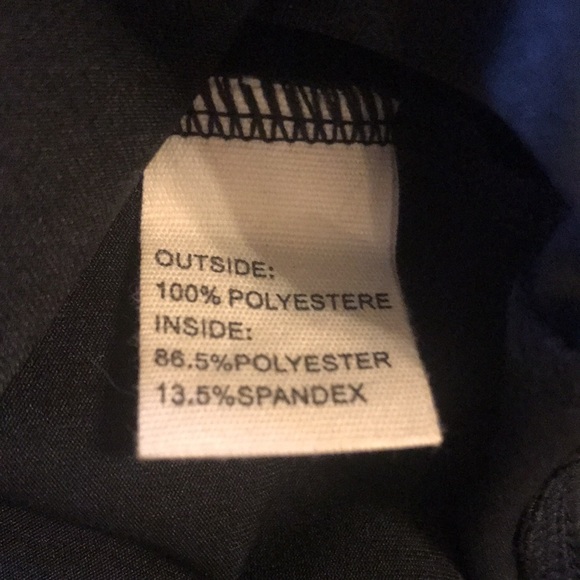 OUTSIDE:
100% POLYESTERE
INSIDE:
86.5%POLYESTER
13.5%SPANDEX